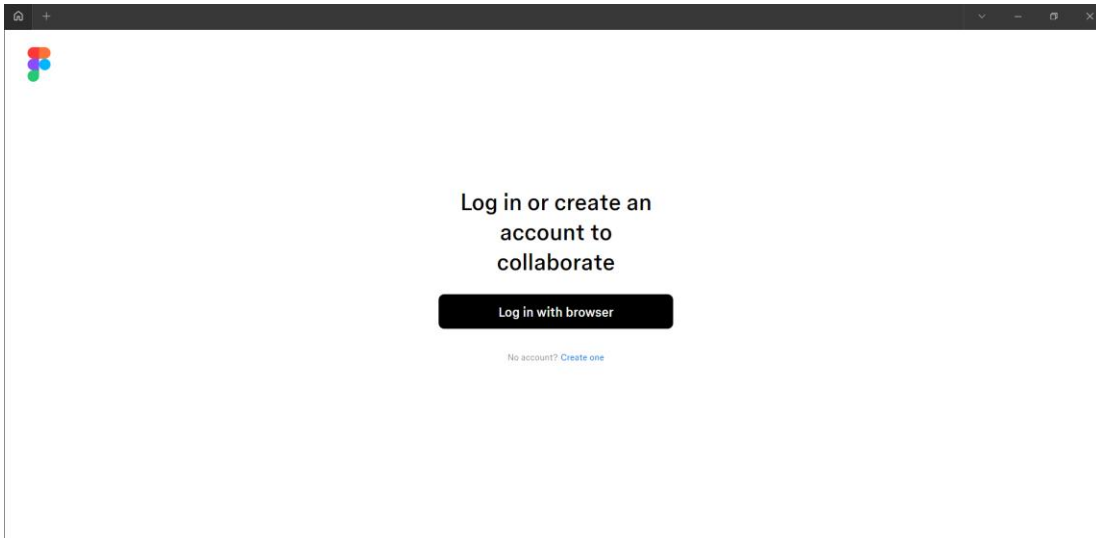 Log in or create an
account to
collaborate
Log in with browser
No account? Create one